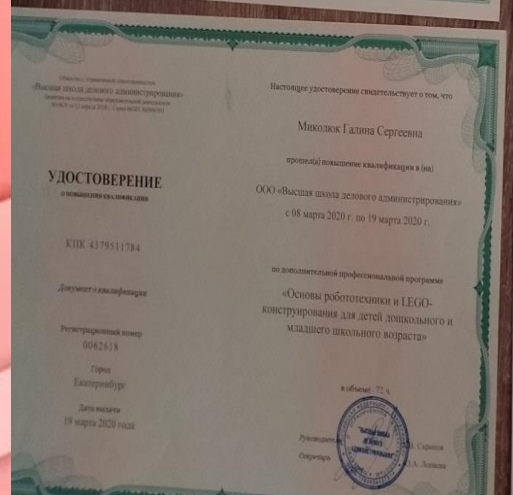 Общество с ограниченной ответственностью
«Высшая школа делового администрирования»
УДОСТОВЕРЕНИЕ
О ПОВЫШЕНИИ КВАЛИФИКАЦИИ
КПК 4379511784
Документ о квалификации
Регистрационный номер
0062618
Город
Екатеринбург
Дата выдачи
19 марта 2020 года
Настоящее удостоверение свидетельствует о том, что
Миколюк Галина Сергеевна
прошел(а) повышение квалификации в (на)
ООО «Высшая школа делового администрирования»
с 08 марта 2020 г. по 19 марта 2020 г.
по дополнительной профессиональной программе
«Основы робототехники и LEGO-
конструирования для детей дошкольного и
младшего школьного возраста»
в объеме 72 ч.
Руководитель
Секретарь